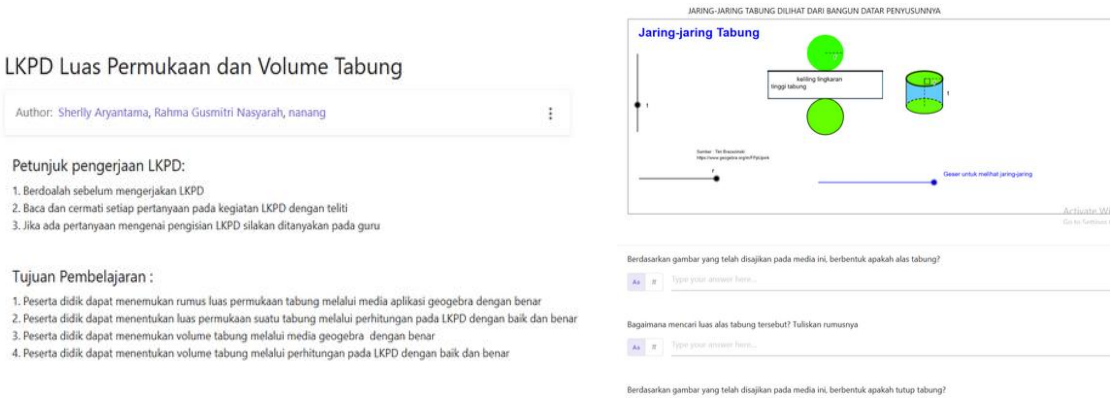 LKPD Luas Permukaan dan Volume Tabung
Author: Sherlly Aryantama, Rahma Gusmitri Nasyarah, nanang
Petunjuk pengerjaan LKPD:
1. Berdoalah sebelum mengerjakan LKPD
2. Baca dan cermati setiap pertanyaan pada kegiatan LKPD dengan teliti
3. Jika ada pertanyaan mengenai pengisian LKPD silakan ditanyakan pada guru
Tujuan Pembelajaran :
1. Peserta didik dapat menemukan rumus luas permukaan tabung melalui media aplikasi geogebra dengan benar
2. Peserta didik dapat menentukan luas permukaan suatu tabung melalui perhitungan pada LKPD dengan baik dan benar
3. Peserta didik dapat menemukan volume tabung melalui media geogebra dengan benar
4. Peserta didik dapat menentukan volume tabung melalui perhitungan pada LKPD dengan baik dan benar
JARING-JARING TABUNG DILIHAT DARI BANGUN DATAR PENYUSUNNYA
Jaring-jaring Tabung
keliling lingkaran
tinggi tabung
t
t
r
Geser untuk melihat jaring-jaring
Activate Wi
Berdasarkan gambar yang telah disajikan pada media ini, berbentuk apakah alas tabung?
Aa
Type your answer here...
Bagaimana mencari luas alas tabung tersebut? Tuliskan rumusnya
Aa
Type your answer here...
Berdasarkan gambar yang telah disajikan pada media ini, berbentuk apakah tutup tabung?